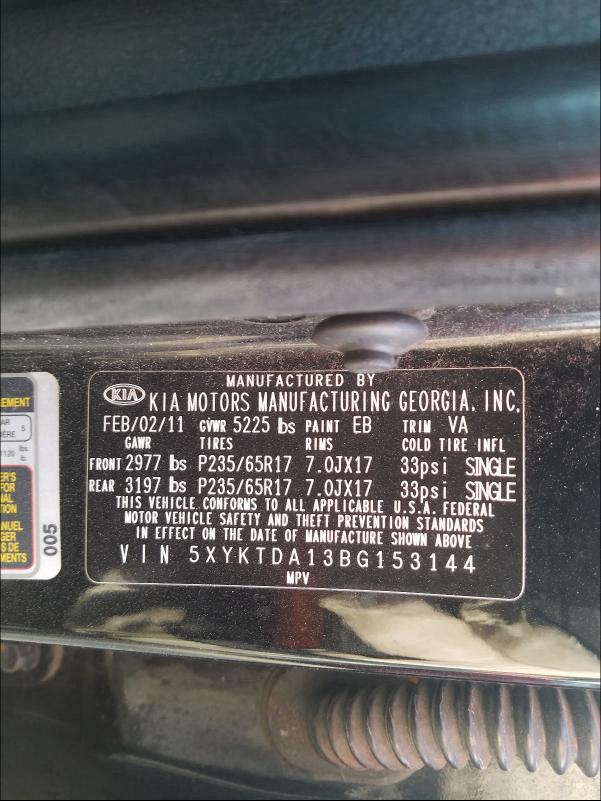 MANUFACTURED BY
KIA KIA MOTORS MANUFACTURING GEORGIA, INC.
FEB/02/11 GVWR 5225 lbs PAINT EB TRIM VA
GAWR TIRES RIMS COLD TIRE INFL
FRONT 2977 lbs P235/65R17 7.0JX17 33psi SINGLE
REAR 3197 lbs P235/65R17 7.0JX17 33psi SINGLE
THIS VEHICLE CONFORMS TO ALL APPLICABLE U.S.A. FEDERAL
MOTOR VEHICLE SAFETY AND THEFT PREVENTION STANDARDS
IN EFFECT ON THE DATE OF MANUFACTURE SHOWN ABOVE
VIN 5XYKTDA13BG153144
MPV
5
lbs.
005